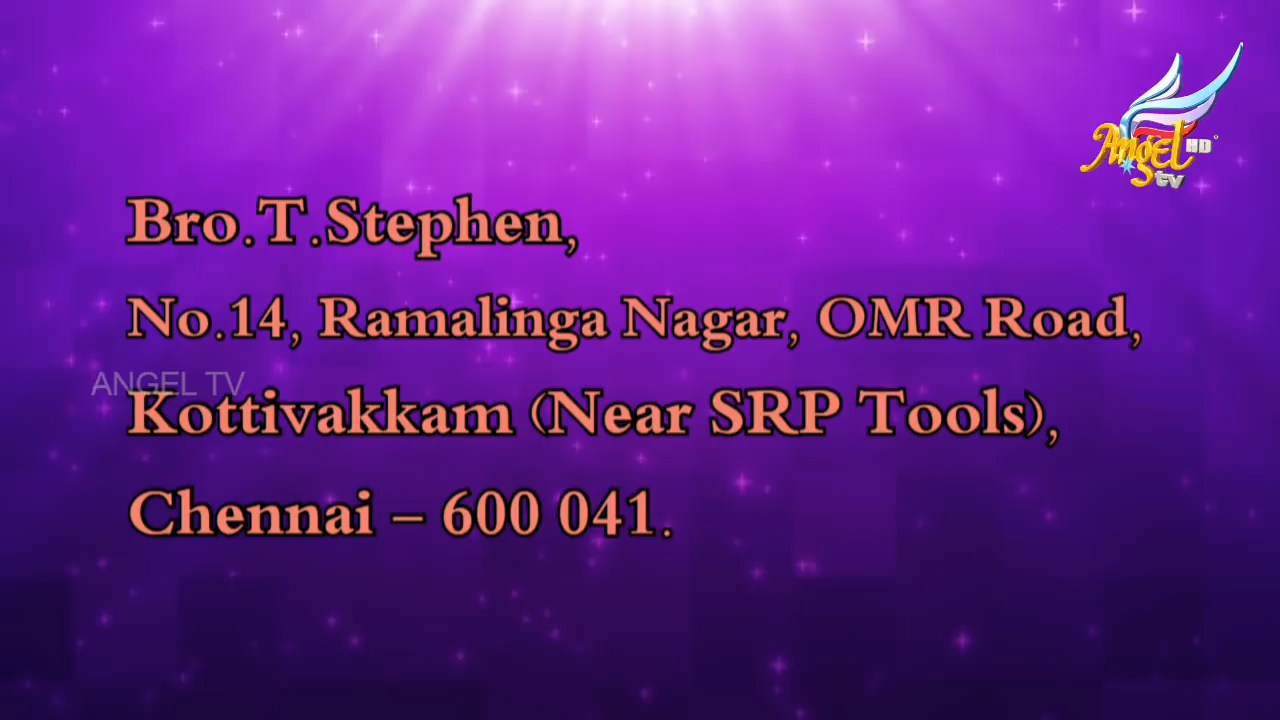 Angel HD
tv
Bro.T.Stephen,
No.14, Ramalinga Nagar, OMR Road,
ANGEL TV
Kottivakkam (Near SRP Tools),
Chennai – 600 041.